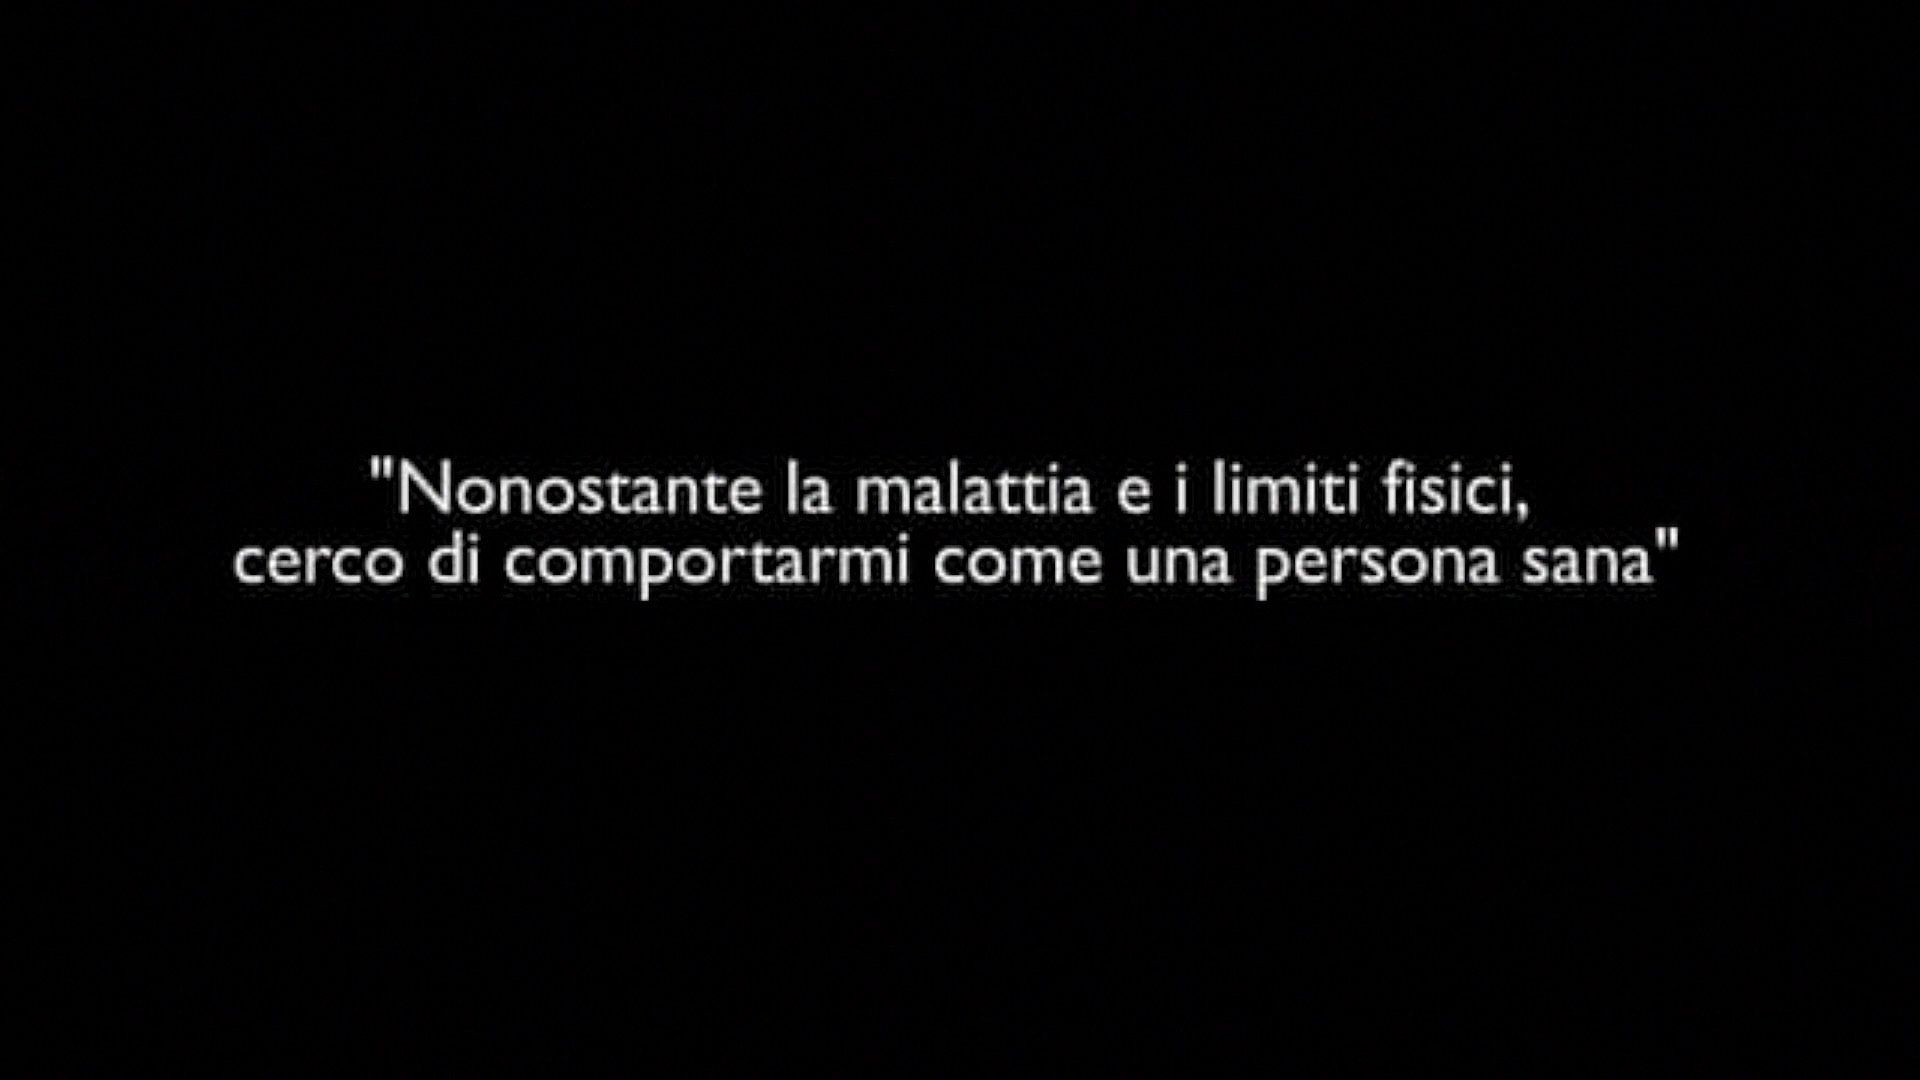 "Nonostante la malattia e i limiti fisici,
cerco di comportarmi come una persona sana"